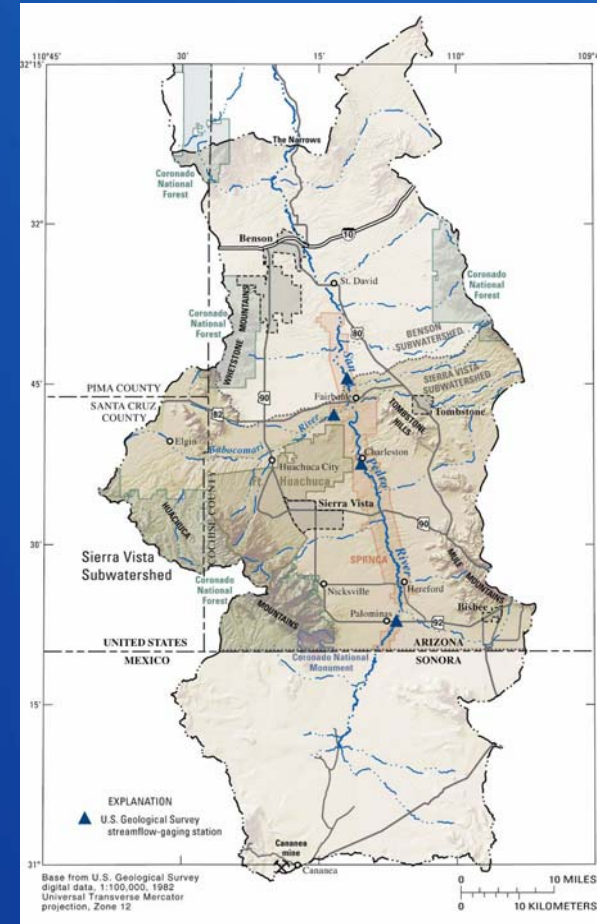 110°45'
30'
15'
110°
109°
32°15'
The Narrows
Coronado
National
Forest
32°
Benson
10
St. David
WHETSTONE MOUNTAINS
Coronado
National
Forest
Coronado
National
Forest
80
BENSON
SUBWATERSHED
SIERRA VISTA
SUBWATERSHED
San
45'
PIMA COUNTY
SANTA CRUZ
COUNTY
Fairbank
82
90
River
TOMBSTONE
HILLS
Tombstone
Elgin
Babocomari
Charleston
Huachuca City
Ft. Huachuca
Pedro
COCHISE COUNTY
Sierra Vista
90
HUACHUCA
30'
MULE MOUNTAINS
Sierra Vista
Subwatershed
SPRNCA
River
Coronado
National
Forest
MOUNTAINS
Nicksville
Hereford
Palominas
92
Bisbee
UNITED STATES
ARIZONA
MEXICO
SONORA
Coronado National
Monument
15'
EXPLANATION
U.S. Geological Survey
streamflow-gaging station
Cananea
mine
31°
Cananea
Base from U.S. Geological Survey
digital data, 1:100,000, 1982
Universal Transverse Mercator
projection, Zone 12
0 10 MILES
0 10 KILOMETERS